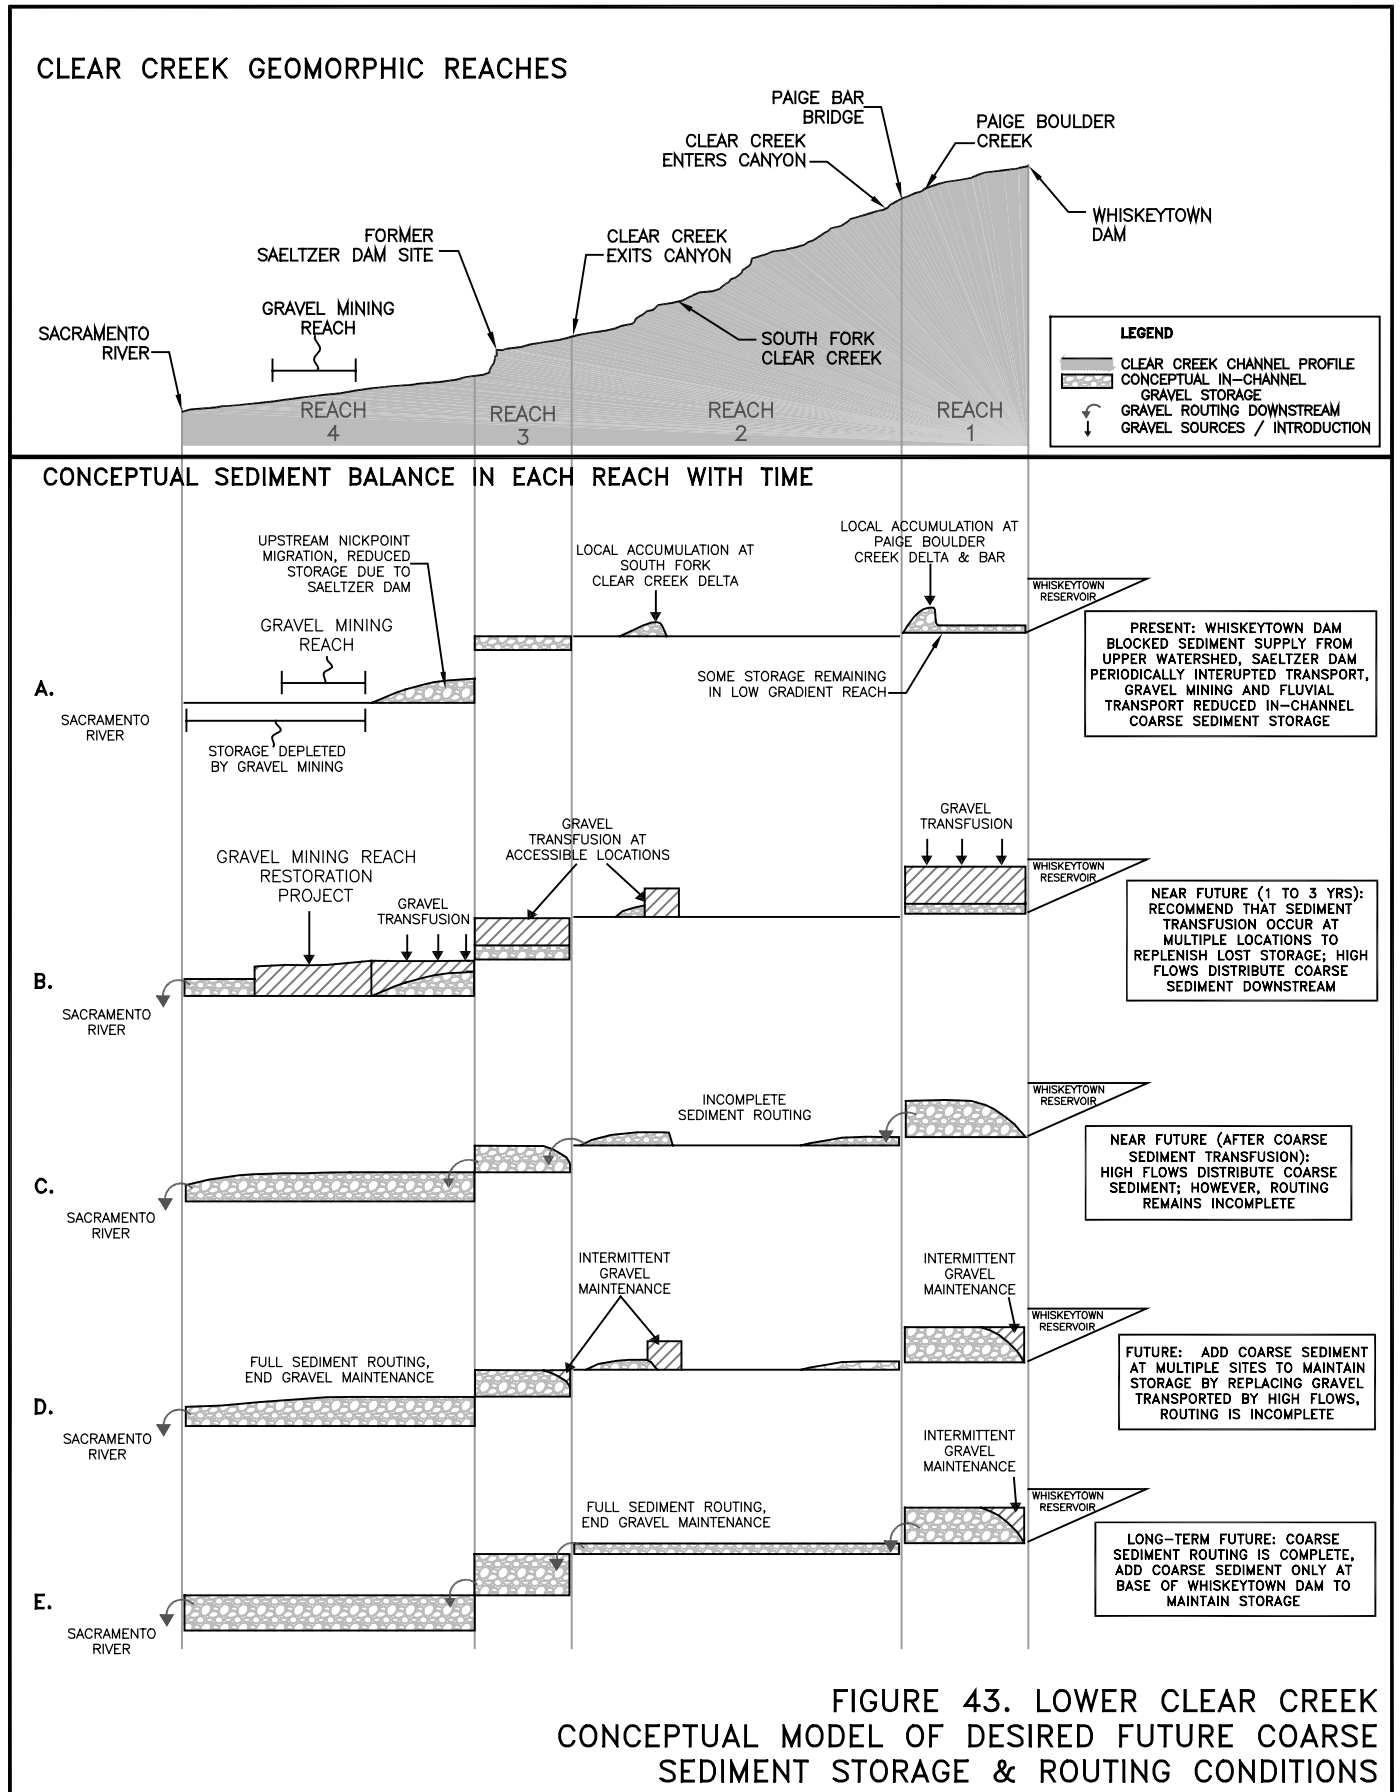 CLEAR CREEK GEOMORPHIC REACHES
PAIGE BAR
BRIDGE
PAIGE BOULDER
CREEK
CLEAR CREEK
ENTERS CANYON
WHISKEYTOWN
DAM
FORMER
SAELTZER DAM SITE
CLEAR CREEK
EXITS CANYON
GRAVEL MINING
REACH
SACRAMENTO
RIVER
SOUTH FORK
CLEAR CREEK
REACH
4
REACH
3
REACH
2
REACH
1
LEGEND
CLEAR CREEK CHANNEL PROFILE
CONCEPTUAL IN-CHANNEL
GRAVEL STORAGE
GRAVEL ROUTING DOWNSTREAM
GRAVEL SOURCES / INTRODUCTION
CONCEPTUAL SEDIMENT BALANCE IN EACH REACH WITH TIME
A.
UPSTREAM NICKPOINT
MIGRATION, REDUCED
STORAGE DUE TO
SAELTZER DAM
GRAVEL MINING
REACH
SACRAMENTO
RIVER
STORAGE DEPLETED
BY GRAVEL MINING
LOCAL ACCUMULATION AT
SOUTH FORK
CLEAR CREEK DELTA
LOCAL ACCUMULATION AT
PAIGE BOULDER
CREEK DELTA & BAR
SOME STORAGE REMAINING
IN LOW GRADIENT REACH
WHISKEYTOWN
RESERVOIR
PRESENT: WHISKEYTOWN DAM
BLOCKED SEDIMENT SUPPLY FROM
UPPER WATERSHED, SAELTZER DAM
PERIODICALLY INTERUPTED TRANSPORT,
GRAVEL MINING AND FLUVIAL
TRANSPORT REDUCED IN-CHANNEL
COARSE SEDIMENT STORAGE
B.
GRAVEL MINING REACH
RESTORATION
PROJECT
GRAVEL
TRANSFUSION
SACRAMENTO
RIVER
GRAVEL
TRANSFUSION AT
ACCESSIBLE LOCATIONS
GRAVEL
TRANSFUSION
WHISKEYTOWN
RESERVOIR
NEAR FUTURE (1 TO 3 YRS):
RECOMMEND THAT SEDIMENT
TRANSFUSION OCCUR AT
MULTIPLE LOCATIONS TO
REPLENISH LOST STORAGE; HIGH
FLOWS DISTRIBUTE COARSE
SEDIMENT DOWNSTREAM
C.
SACRAMENTO
RIVER
INCOMPLETE
SEDIMENT ROUTING
WHISKEYTOWN
RESERVOIR
NEAR FUTURE (AFTER COARSE
SEDIMENT TRANSFUSION):
HIGH FLOWS DISTRIBUTE COARSE
SEDIMENT; HOWEVER, ROUTING
REMAINS INCOMPLETE
D.
FULL SEDIMENT ROUTING,
END GRAVEL MAINTENANCE
SACRAMENTO
RIVER
INTERMITTENT
GRAVEL
MAINTENANCE
INTERMITTENT
GRAVEL
MAINTENANCE
WHISKEYTOWN
RESERVOIR
FUTURE: ADD COARSE SEDIMENT
AT MULTIPLE SITES TO MAINTAIN
STORAGE BY REPLACING GRAVEL
TRANSPORTED BY HIGH FLOWS,
ROUTING IS INCOMPLETE
E.
SACRAMENTO
RIVER
FULL SEDIMENT ROUTING,
END GRAVEL MAINTENANCE
INTERMITTENT
GRAVEL
MAINTENANCE
WHISKEYTOWN
RESERVOIR
LONG-TERM FUTURE: COARSE
SEDIMENT ROUTING IS COMPLETE,
ADD COARSE SEDIMENT ONLY AT
BASE OF WHISKEYTOWN DAM TO
MAINTAIN STORAGE
FIGURE 43. LOWER CLEAR CREEK
CONCEPTUAL MODEL OF DESIRED FUTURE COARSE
SEDIMENT STORAGE & ROUTING CONDITIONS